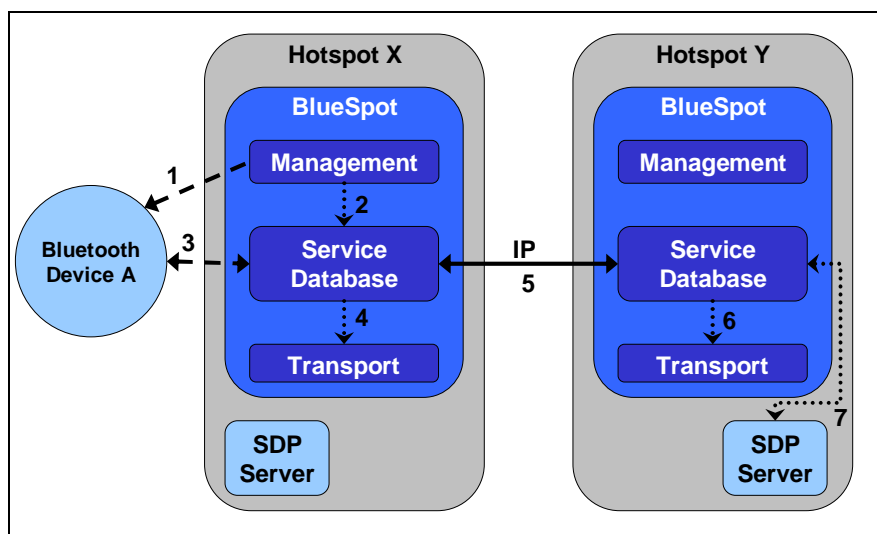 Hotspot X
BlueSpot
Management
1
2
Bluetooth
Device A
3
Service
Database
4
Transport
SDP
Server
IP
5
Hotspot Y
BlueSpot
Management
Service
Database
6
Transport
7
SDP
Server